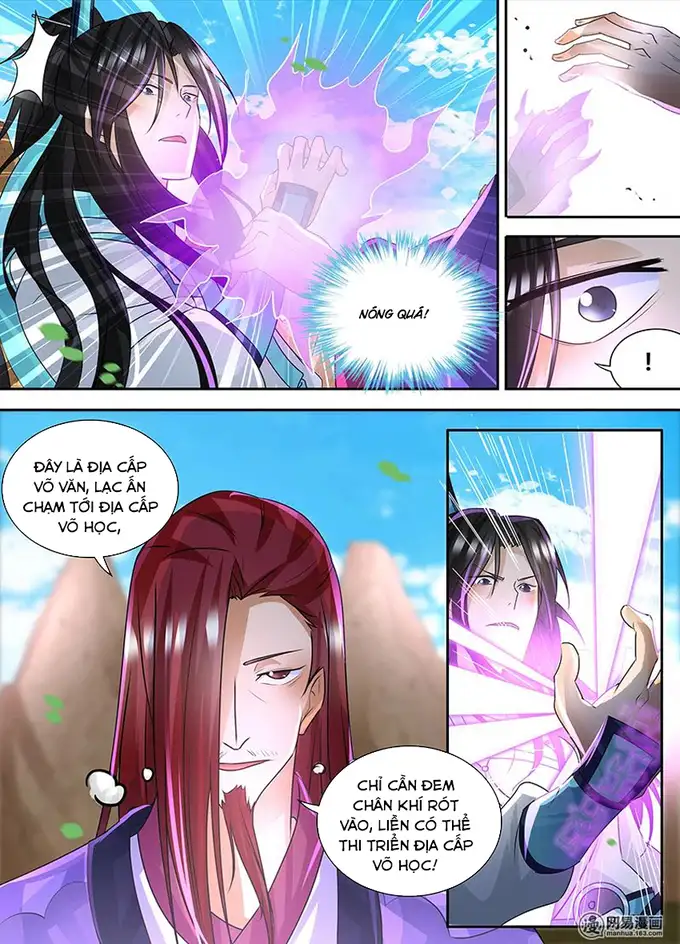 NÓNG QUÁ!
!
ĐÂY LÀ ĐỊA CẤP
VÕ VĂN, LẠC ẤN
CHẠM TỚI ĐỊA CẤP
VÕ HỌC,
CHỈ CẦN ĐEM
CHÂN KHÍ RÓT
VÀO, LIỀN CÓ THỂ
THI TRIỂN ĐỊA CẤP
VÕ HỌC!
网易漫画
manhua.163.com